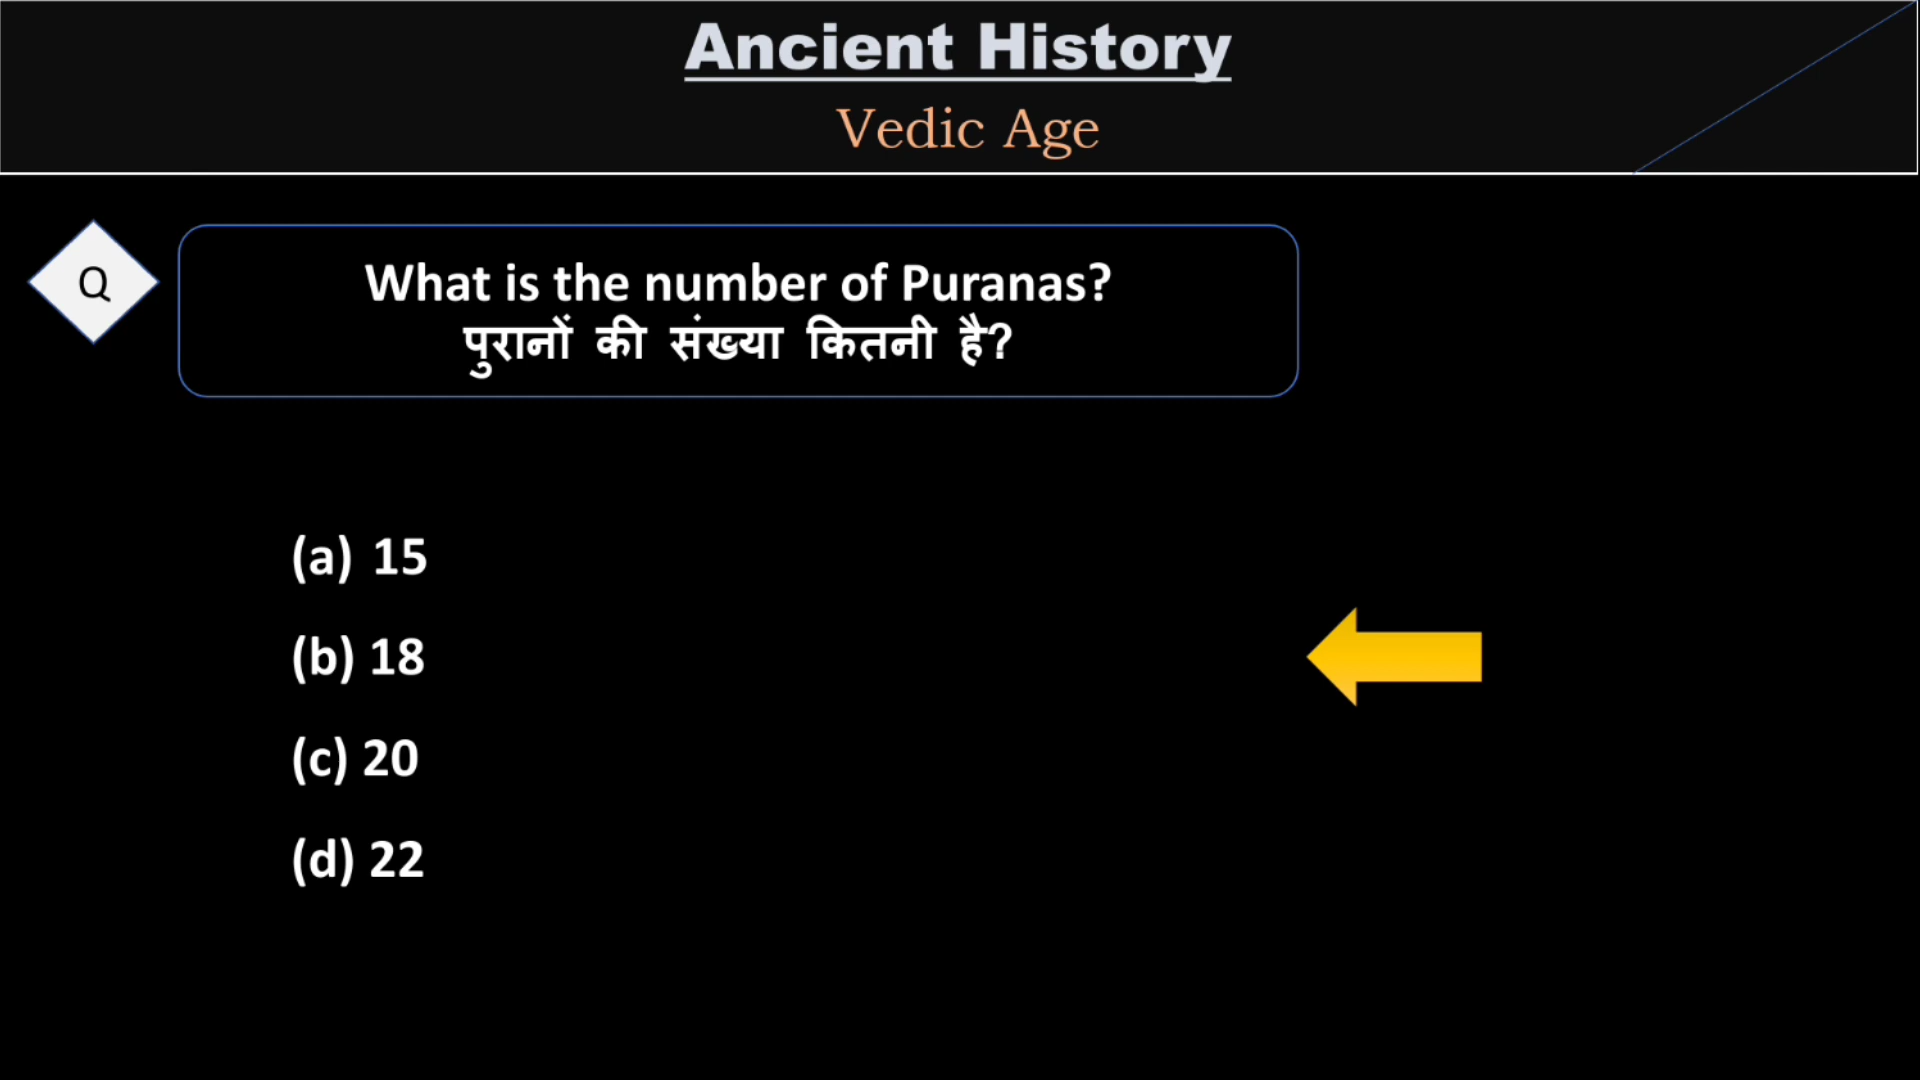 Ancient History
Vedic Age
Q
What is the number of Puranas?
पुरानों की संख्या कितनी है?
(a) 15
(b) 18
(c) 20
(d) 22